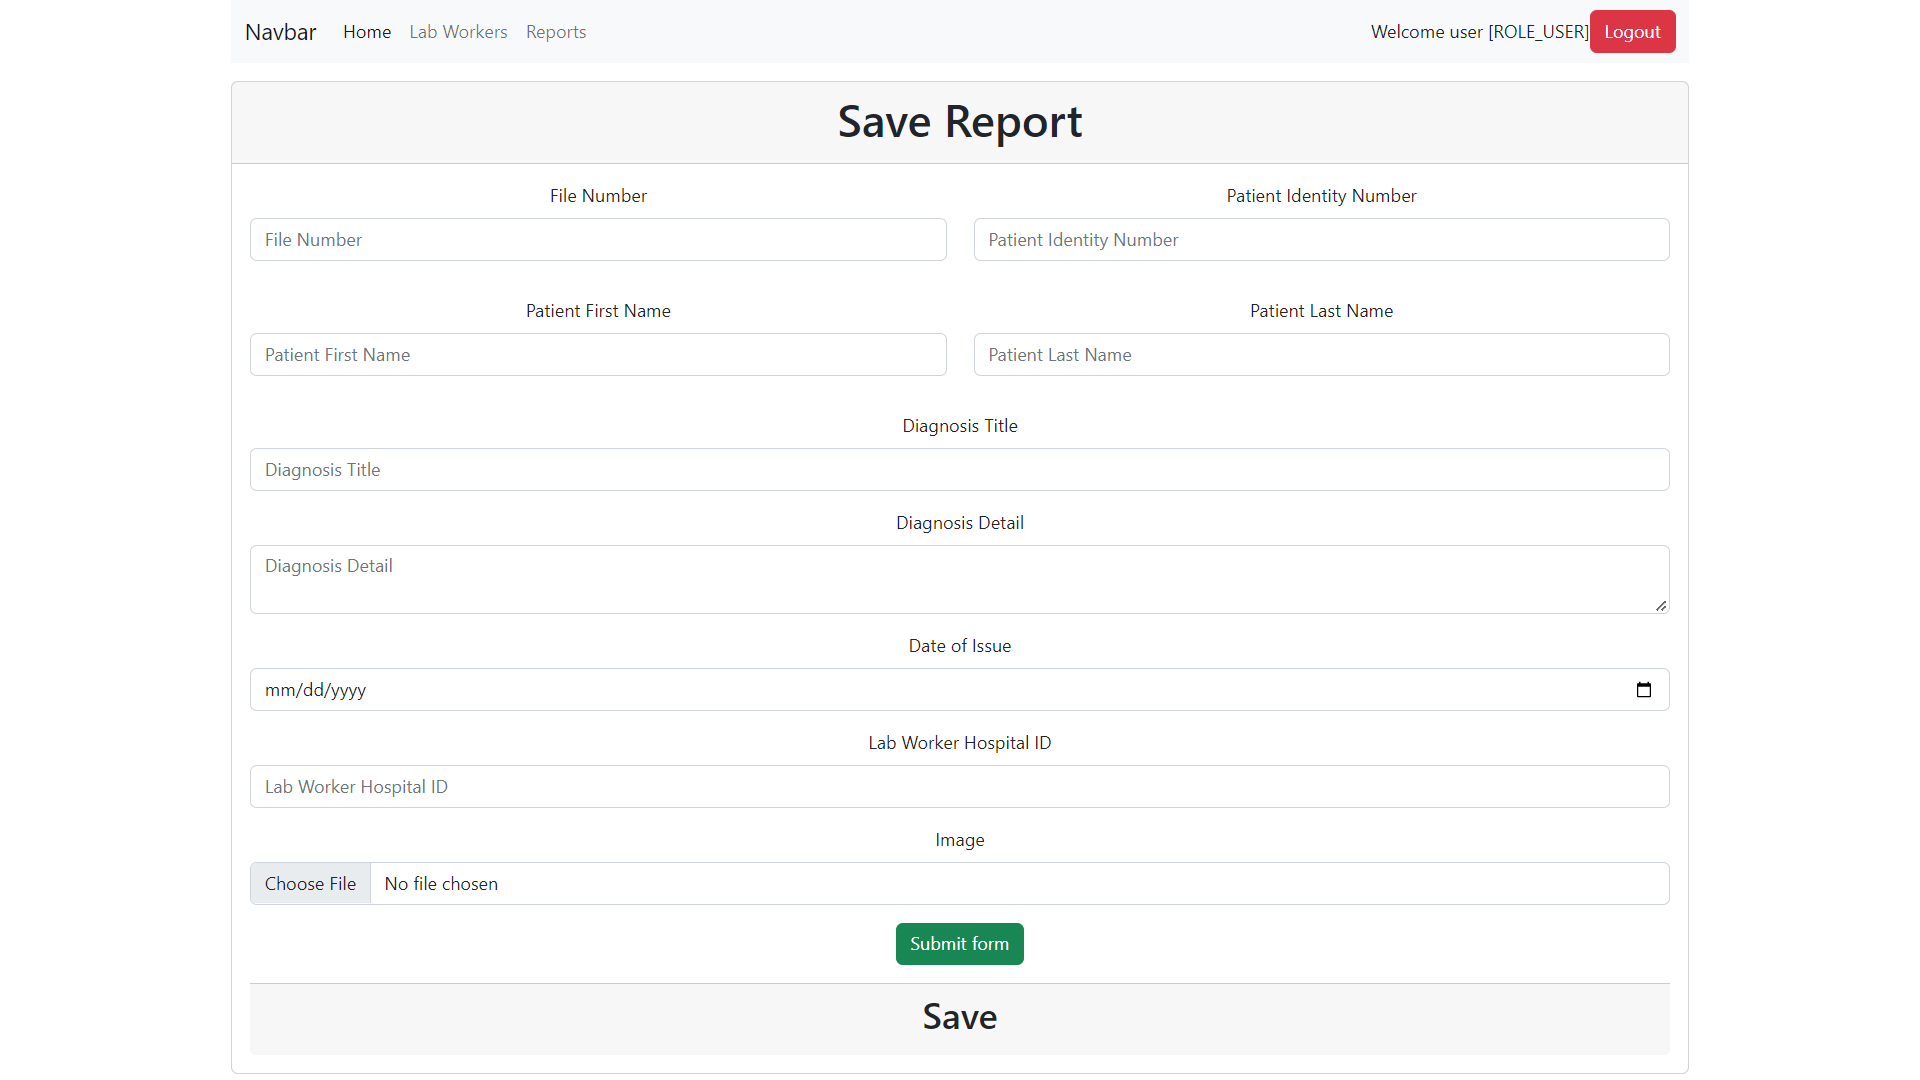 Navbar Home Lab Workers Reports Welcome user [ROLE_USER] Logout
Save Report
File Number Patient Identity Number
File Number Patient Identity Number
Patient First Name Patient Last Name
Patient First Name Patient Last Name
Diagnosis Title
Diagnosis Title
Diagnosis Detail
Diagnosis Detail
Date of Issue
mm/dd/yyyy
Lab Worker Hospital ID
Lab Worker Hospital ID
Image
Choose File No file chosen
Submit form
Save